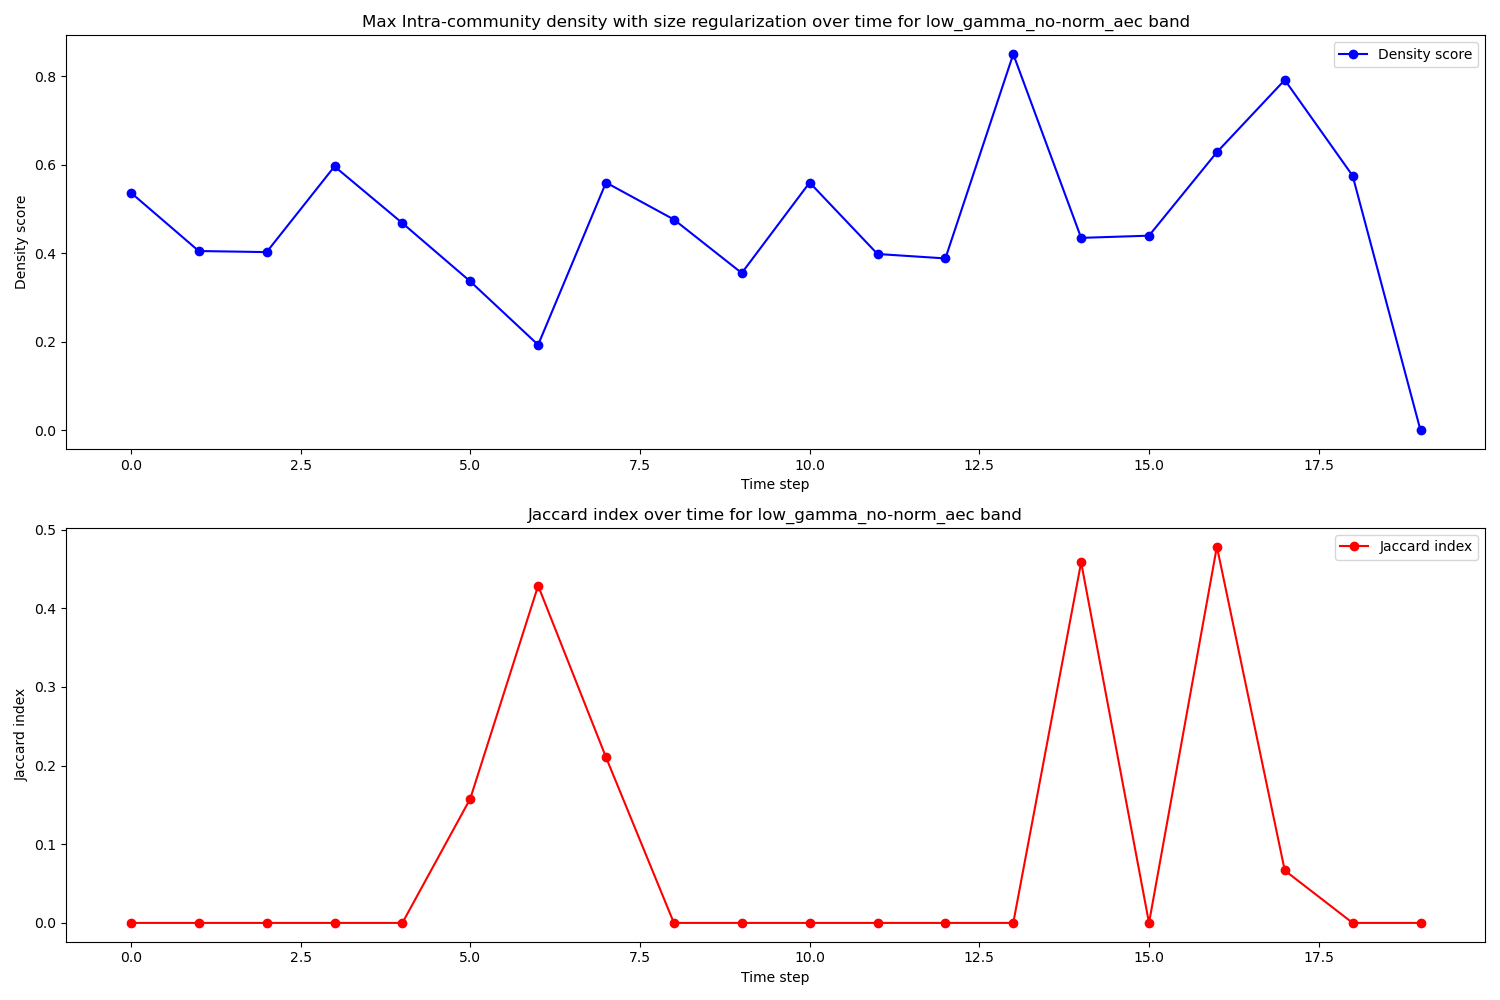 Max Intra-community density with size regularization over time for low_gamma_no-norm_aec band
Density score
0.8
0.6
0.4
0.2
0.0
Density score
0.0 2.5 5.0 7.5 10.0 12.5 15.0 17.5
Time step
Jaccard index over time for low_gamma_no-norm_aec band
Jaccard index
0.5
0.4
0.3
0.2
0.1
0.0
Jaccard index
0.0 2.5 5.0 7.5 10.0 12.5 15.0 17.5
Time step